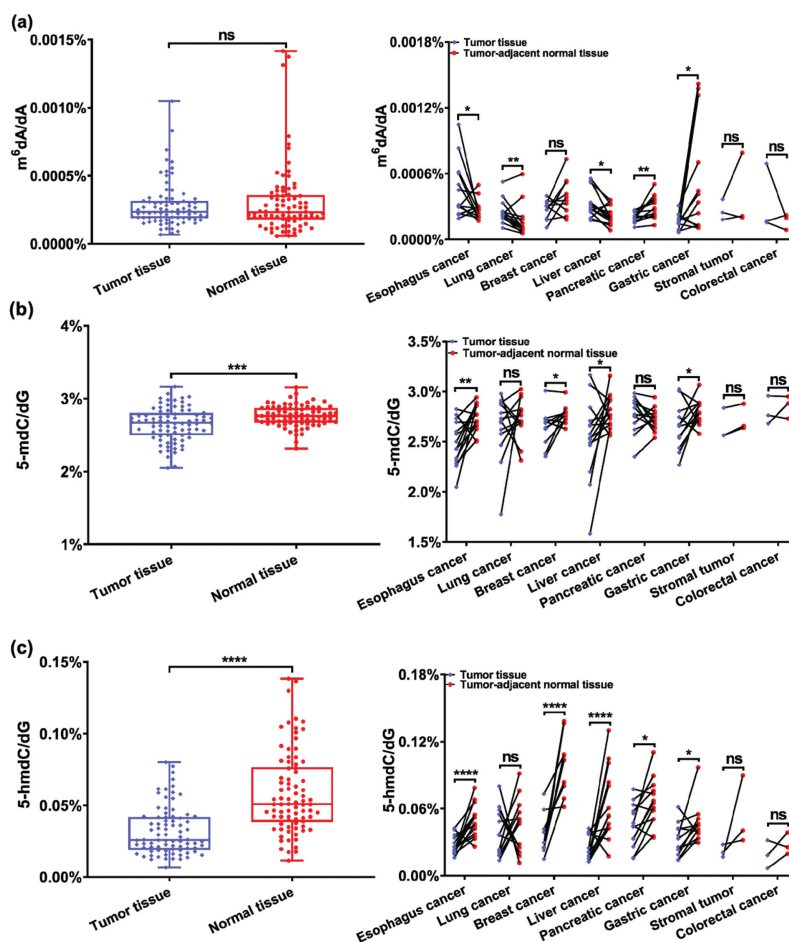 (a)
0.0015%
0.0010%
0.0005%
0.0000%
m⁶dA/dA
ns
Tumor tissue
Normal tissue
0.0018%
0.0012%
0.0006%
0.0000%
m⁶dA/dA
Tumor tissue
Tumor-adjacent normal tissue
*
**
ns
*
**
*
ns
ns
Esophagus cancer
Lung cancer
Breast cancer
Liver cancer
Pancreatic cancer
Gastric cancer
Stromal tumor
Colorectal cancer
(b)
4%
3%
2%
1%
5-mdC/dG
***
Tumor tissue
Normal tissue
3.5%
3.0%
2.5%
2.0%
1.5%
5-mdC/dG
Tumor tissue
Tumor-adjacent normal tissue
**
ns
*
*
ns
*
ns
ns
Esophagus cancer
Lung cancer
Breast cancer
Liver cancer
Pancreatic cancer
Gastric cancer
Stromal tumor
Colorectal cancer
(c)
0.15%
0.10%
0.05%
0.00%
5-hmdC/dG
****
Tumor tissue
Normal tissue
0.18%
0.12%
0.06%
0.00%
5-hmdC/dG
Tumor tissue
Tumor-adjacent normal tissue
****
ns
****
****
*
*
ns
ns
Esophagus cancer
Lung cancer
Breast cancer
Liver cancer
Pancreatic cancer
Gastric cancer
Stromal tumor
Colorectal cancer